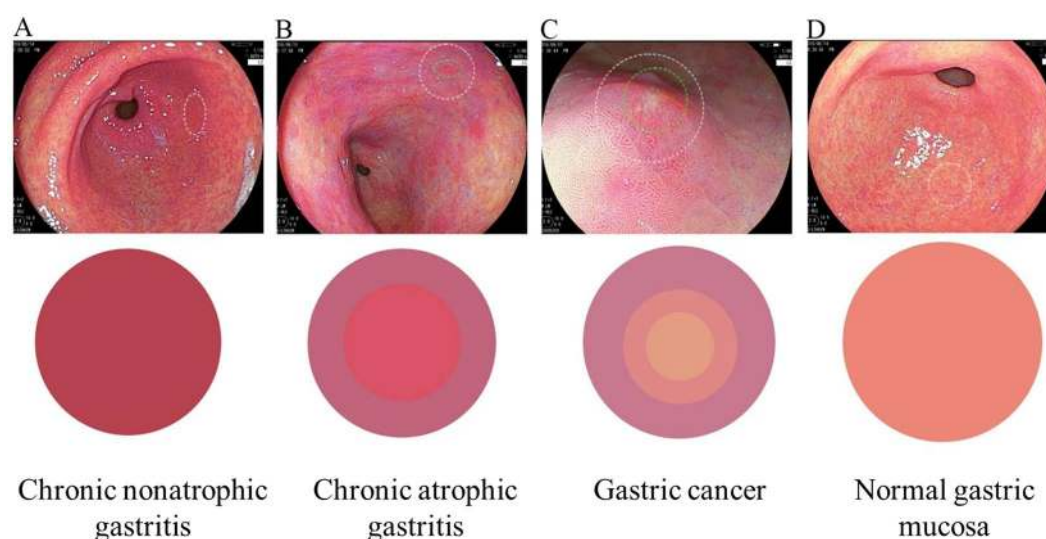 A
B
C
D
Chronic nonatrophic
gastritis
Chronic atrophic
gastritis
Gastric cancer
Normal gastric
mucosa